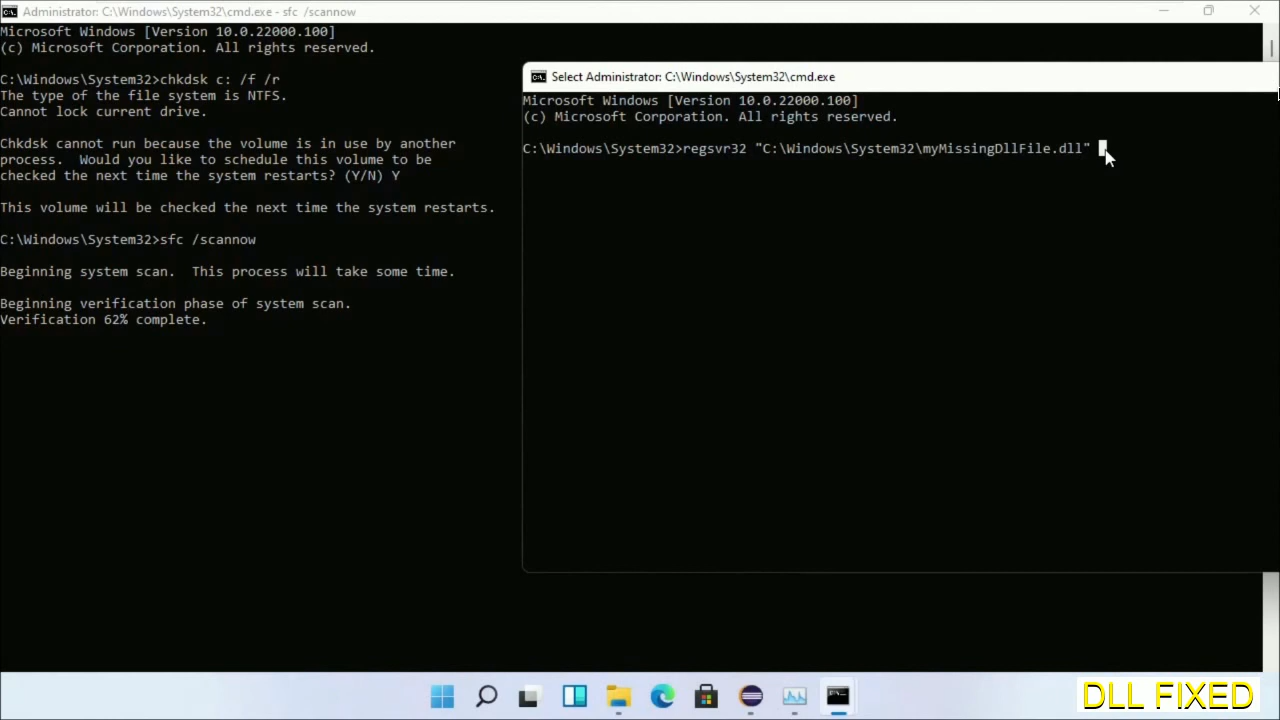 Administrator: C:\Windows\System32\cmd.exe - sfc /scannow
Microsoft Windows [Version 10.0.22000.100]
(c) Microsoft Corporation. All rights reserved.
C:\Windows\System32>chkdsk c: /f /r
The type of the file system is NTFS.
Cannot lock current drive.
Chkdsk cannot run because the volume is in use by another
process.  Would you like to schedule this volume to be
checked the next time the system restarts? (Y/N) Y
This volume will be checked the next time the system restarts.
C:\Windows\System32>sfc /scannow
Beginning system scan.  This process will take some time.
Beginning verification phase of system scan.
Verification 62% complete.
Select Administrator: C:\Windows\System32\cmd.exe
Microsoft Windows [Version 10.0.22000.100]
(c) Microsoft Corporation. All rights reserved.
C:\Windows\System32>regsvr32 "C:\Windows\System32\myMissingDllFile.dll"
DLL FIXED